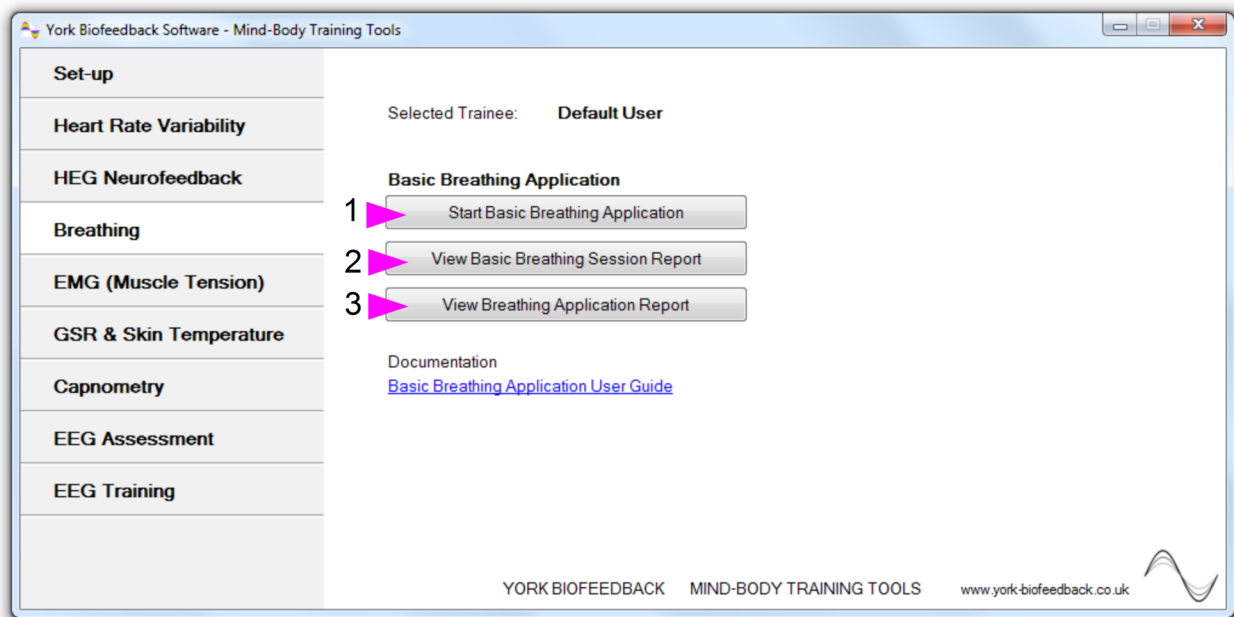 York Biofeedback Software - Mind-Body Training Tools
Set-up
Heart Rate Variability
HEG Neurofeedback
Breathing
EMG (Muscle Tension)
GSR & Skin Temperature
Capnometry
EEG Assessment
EEG Training
Selected Trainee: Default User
Basic Breathing Application
1 Start Basic Breathing Application
2 View Basic Breathing Session Report
3 View Breathing Application Report
Documentation
Basic Breathing Application User Guide
YORK BIOFEEDBACK MIND-BODY TRAINING TOOLS www.york-biofeedback.co.uk